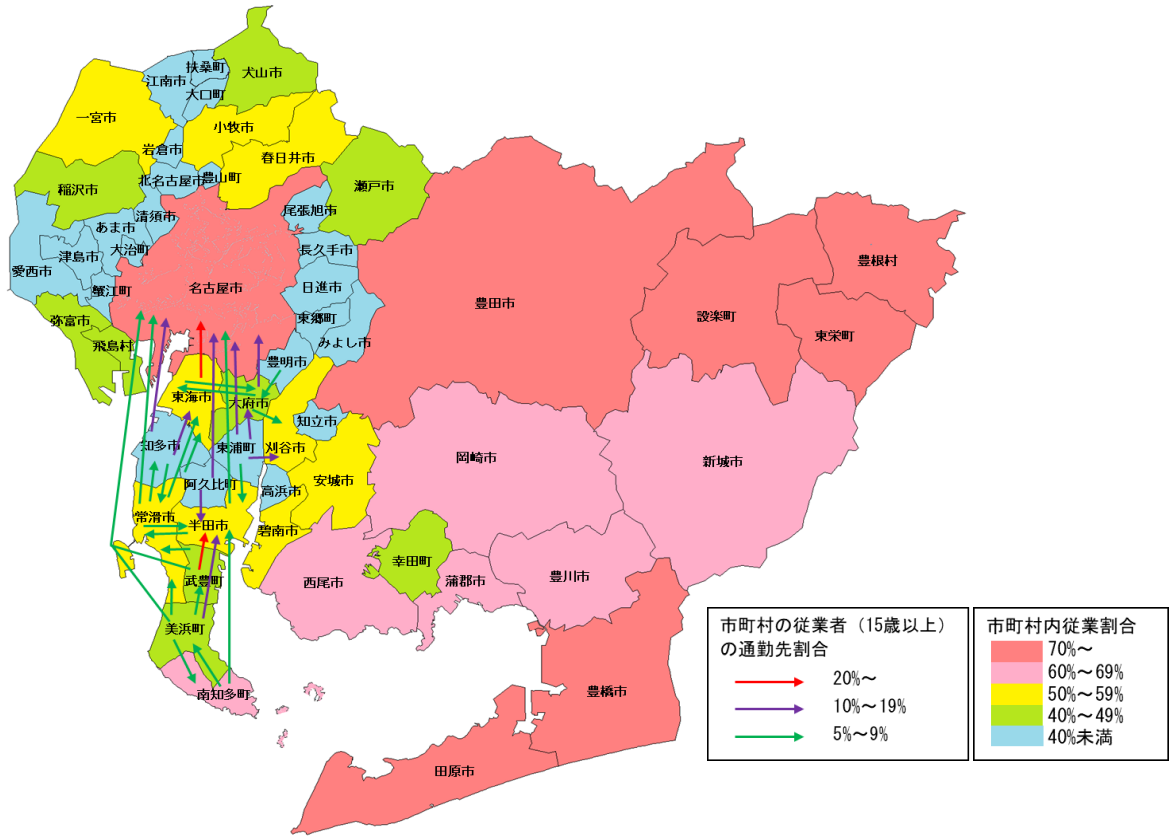 扶桑町
江南市
犬山市
大口町
一宮市
小牧市
岩倉市
春日井市
北名古屋市
豊山町
瀬戸市
稲沢市
尾張旭市
清須市
あま市
長久手市
大治町
津島市
豊根村
愛西市
日進市
蟹江町
名古屋市
豊田市
設楽町
弥富市
東郷町
東栄町
飛島村
みよし市
豊明市
東海市
大府市
知立市
知多市
東浦町
刈谷市
岡崎市
新城市
阿久比町
高浜市
安城市
常滑市
半田市
碧南市
幸田町
武豊町
西尾市
蒲郡市
豊川市
美浜町
南知多町
豊橋市
田原市
市町村の従業者（15歳以上）
の通勤先割合
20%～
10%～19%
5%～9%
市町村内従業割合
70%～
60%～69%
50%～59%
40%～49%
40%未満